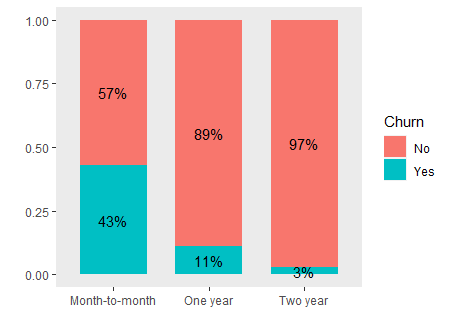 1.00
0.75
0.50
0.25
0.00
57%
43%
89%
11%
97%
3%
Month-to-month
One year
Two year
Churn
No
Yes